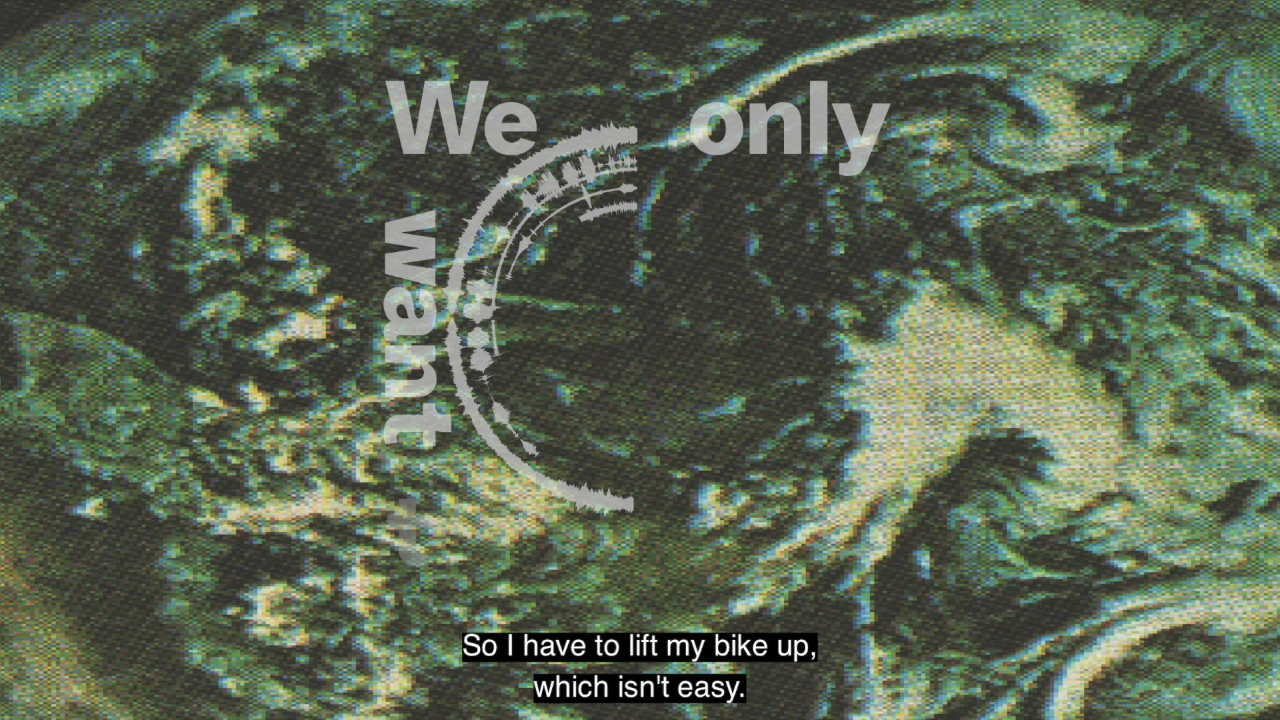 We only
want
So I have to lift my bike up,
which isn't easy.